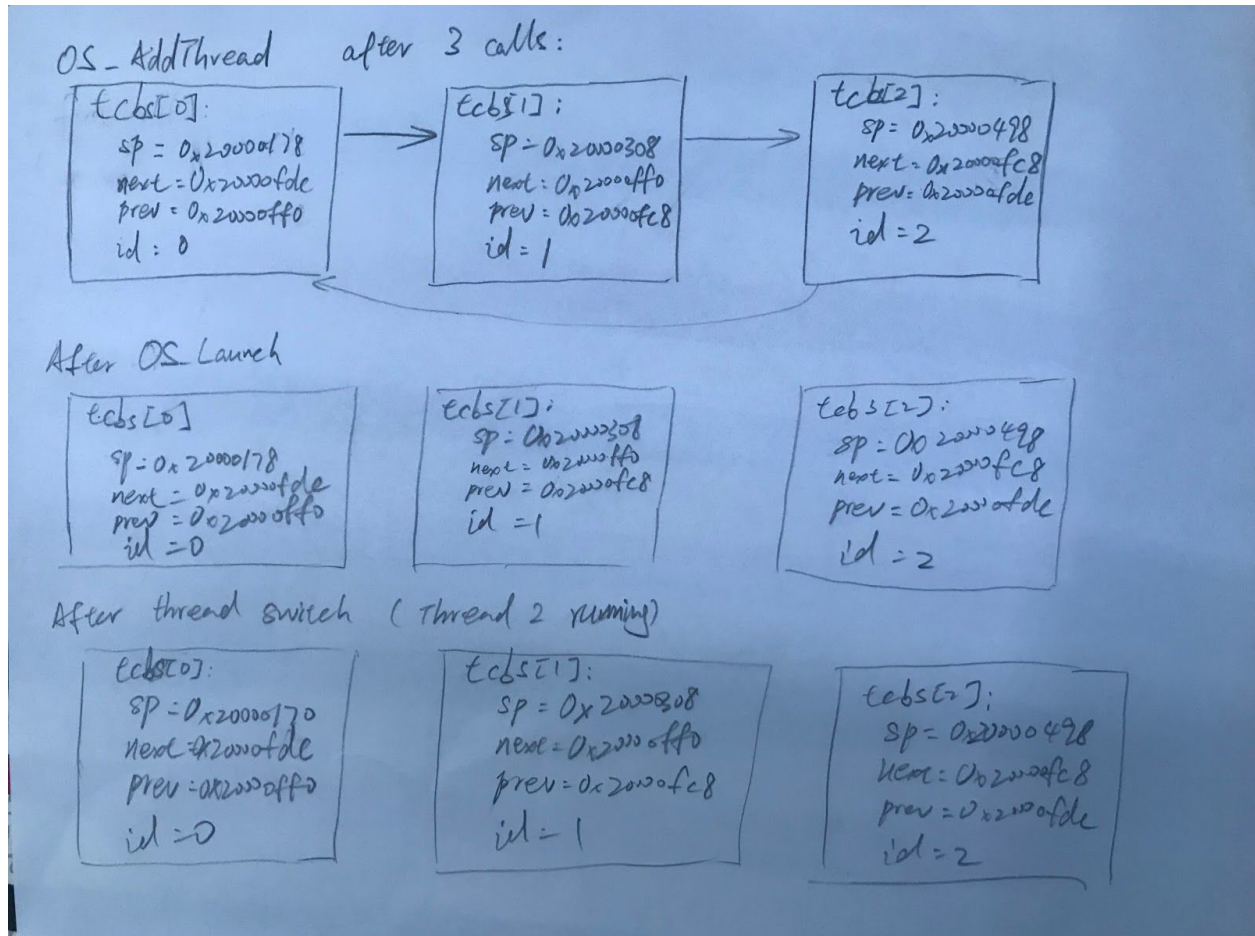 OS_AddThread after 3 calls:
tcbs[0]:
sp = 0x20000178
next = 0x20000fdc
prev = 0x20000ff0
id : 0
tcbs[1] :
sp = 0x20000308
next = 0x20000ff0
prev = 0x20000fc8
id = 1
tcb[2] :
sp = 0x20000498
next = 0x20000fc8
prev = 0x20000fdc
id = 2
After OS_Launch
tcbs[0]
sp = 0x20000178
next = 0x20000fdc
prev = 0x20000ff0
id = 0
tcbs[1]:
sp = 0x20000308
next = 0x20000ff0
prev = 0x20000fc8
id = 1
tcbs[2]:
sp = 0x20000498
next = 0x20000fc8
prev = 0x20000fdc
id = 2
After thread switch ( Thread 2 running)
tcbs[0]:
sp = 0x20000170
next = 0x20000fdc
prev = 0x20000ff0
id = 0
tcbs[1]:
sp = 0x20000308
next = 0x20000ff0
prev = 0x20000fc8
id = 1
tcbs[2];
sp = 0x20000498
next = 0x20000fc8
prev = 0x20000fdc
id = 2